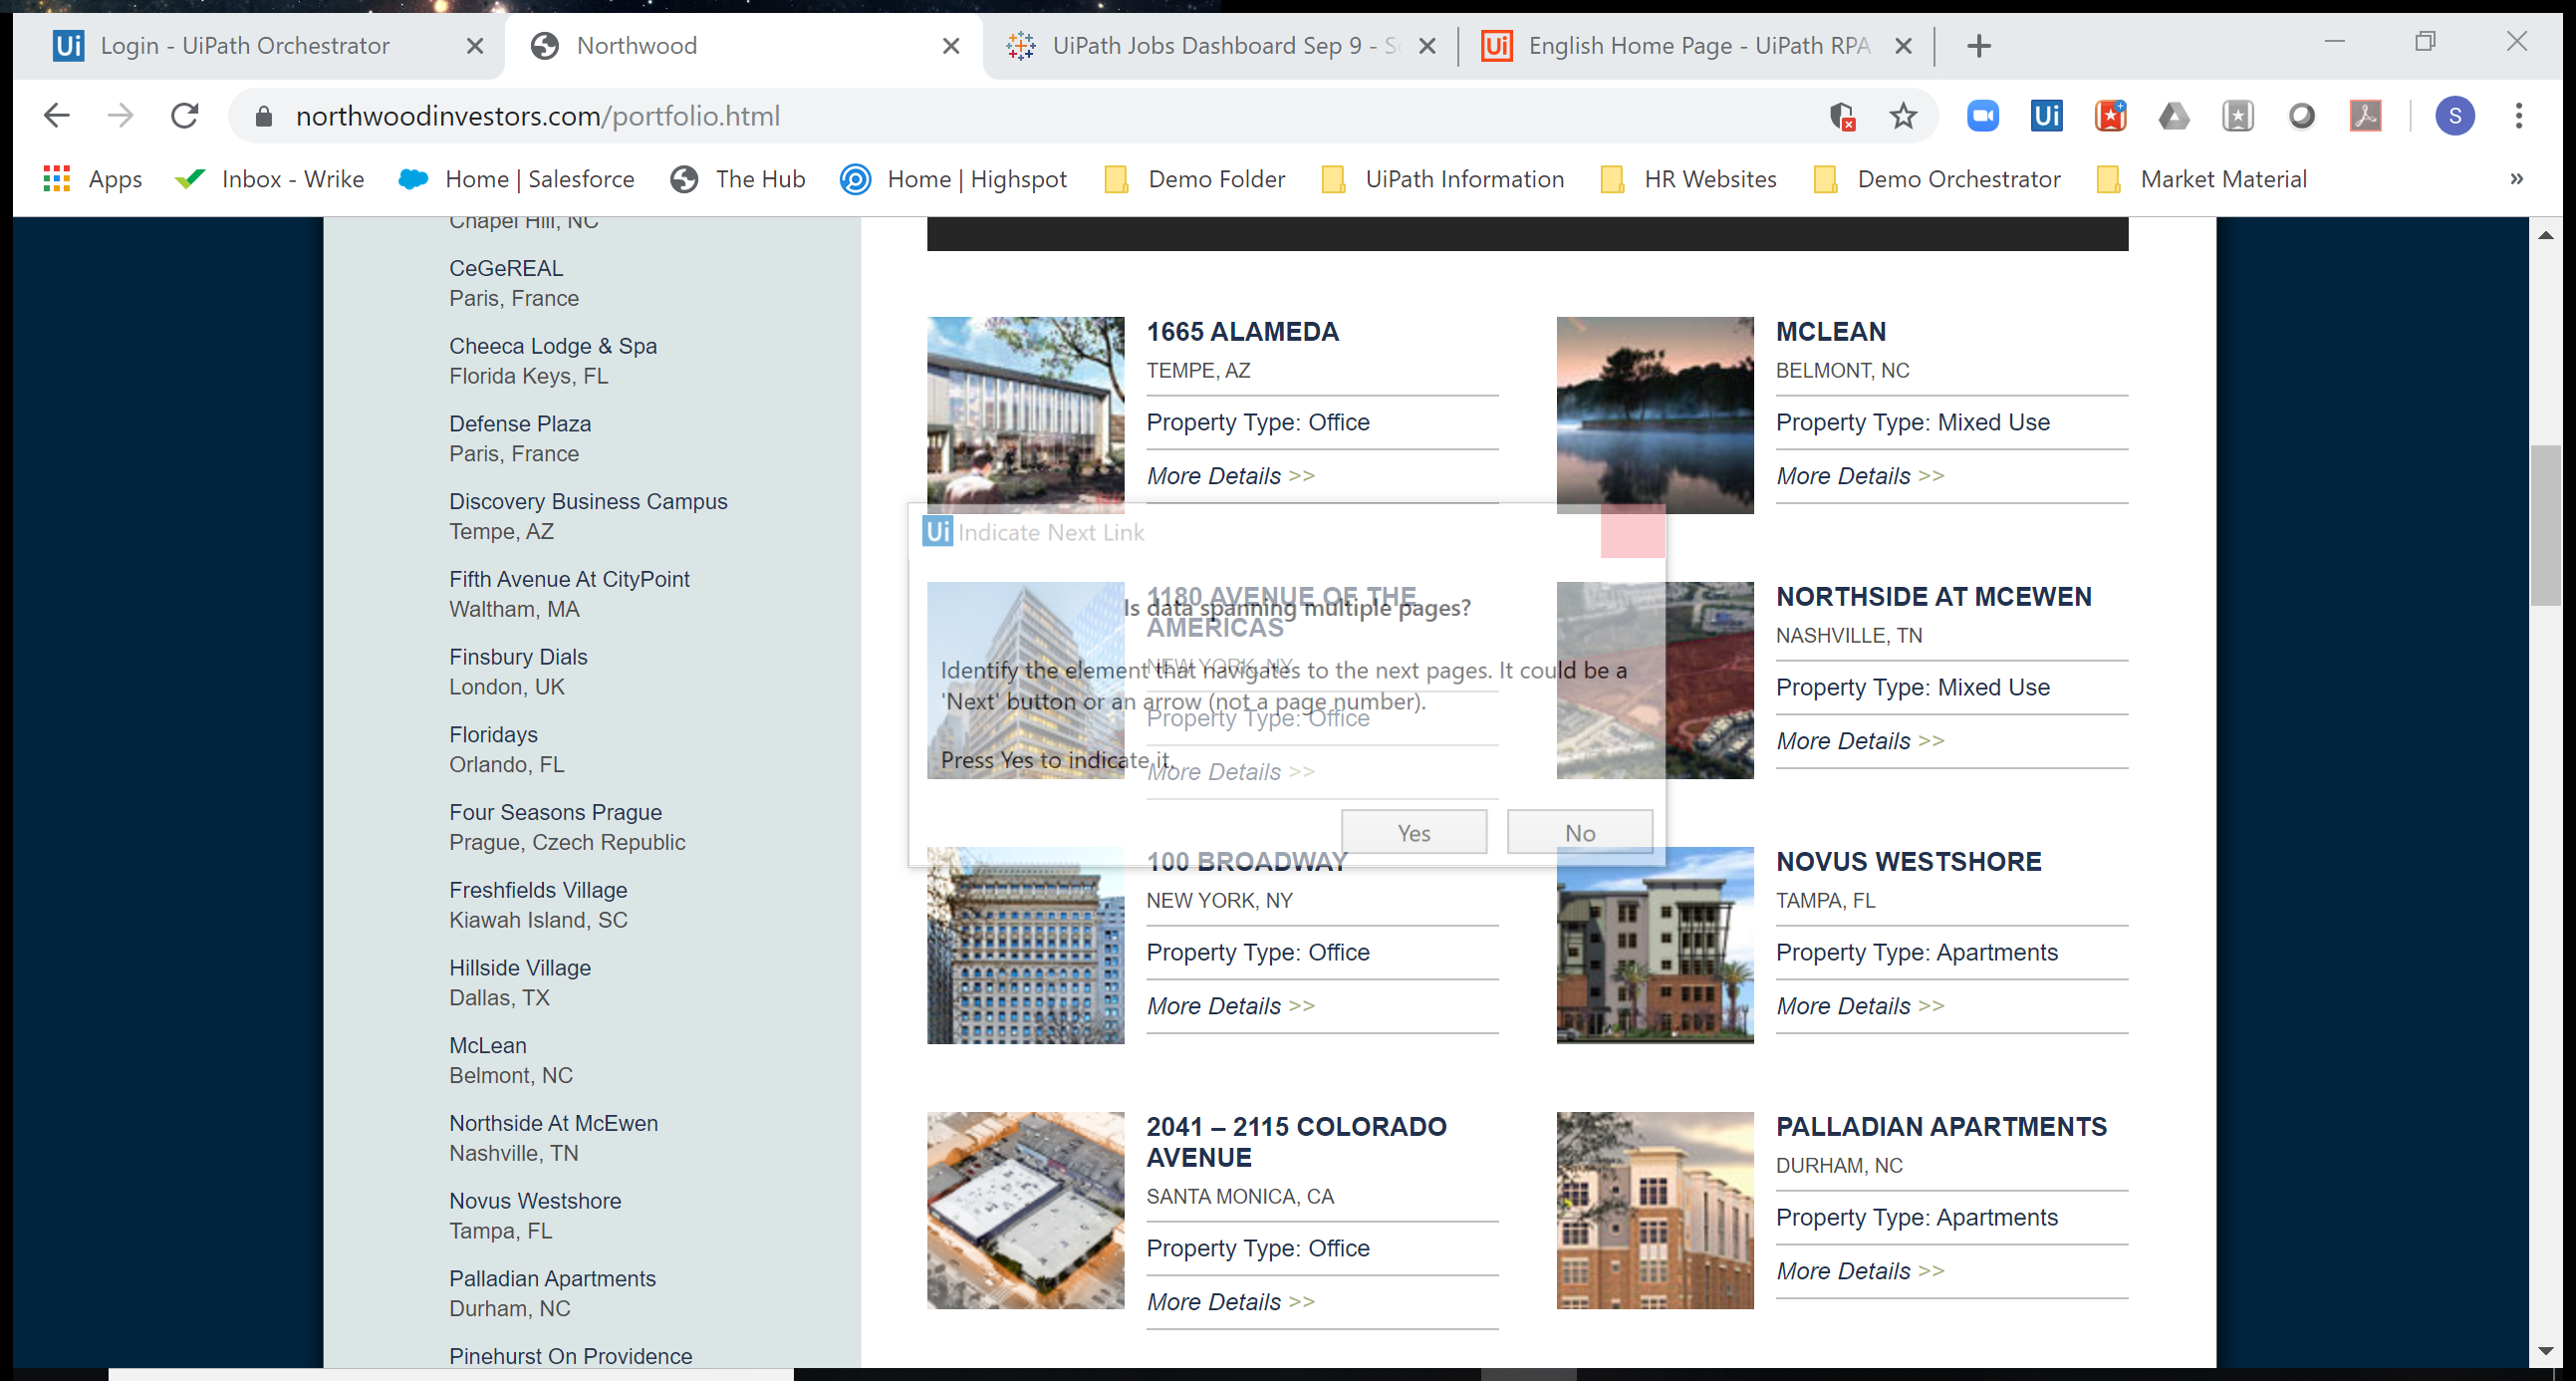 Ui Login - UiPath Orchestrator
Northwood
UiPath Jobs Dashboard Sep 9 - S
Ui English Home Page - UiPath RPA
northwoodinvestors.com/portfolio.html
Ui
S
Apps
Inbox - Wrike
Home | Salesforce
The Hub
Home | Highspot
Demo Folder
UiPath Information
HR Websites
Demo Orchestrator
Market Material
»
Chapel Hill, NC
CeGeREAL
Paris, France
Cheeca Lodge & Spa
Florida Keys, FL
Defense Plaza
Paris, France
Discovery Business Campus
Tempe, AZ
Fifth Avenue At CityPoint
Waltham, MA
Finsbury Dials
London, UK
Floridays
Orlando, FL
Four Seasons Prague
Prague, Czech Republic
Freshfields Village
Kiawah Island, SC
Hillside Village
Dallas, TX
McLean
Belmont, NC
Northside At McEwen
Nashville, TN
Novus Westshore
Tampa, FL
Palladian Apartments
Durham, NC
Pinehurst On Providence
1665 ALAMEDA
TEMPE, AZ
Property Type: Office
More Details >>
MCLEAN
BELMONT, NC
Property Type: Mixed Use
More Details >>
Ui Indicate Next Link
Is data spanning multiple pages?
Identify the element that navigates to the next pages. It could be a
'Next' button or an arrow (not a page number).
Press Yes to indicate it.
Yes
No
1180 AVENUE OF THE
AMERICAS
NEW YORK, NY
Property Type: Office
More Details >>
NORTHSIDE AT MCEWEN
NASHVILLE, TN
Property Type: Mixed Use
More Details >>
100 BROADWAY
NEW YORK, NY
Property Type: Office
More Details >>
NOVUS WESTSHORE
TAMPA, FL
Property Type: Apartments
More Details >>
2041 – 2115 COLORADO
AVENUE
SANTA MONICA, CA
Property Type: Office
More Details >>
PALLADIAN APARTMENTS
DURHAM, NC
Property Type: Apartments
More Details >>